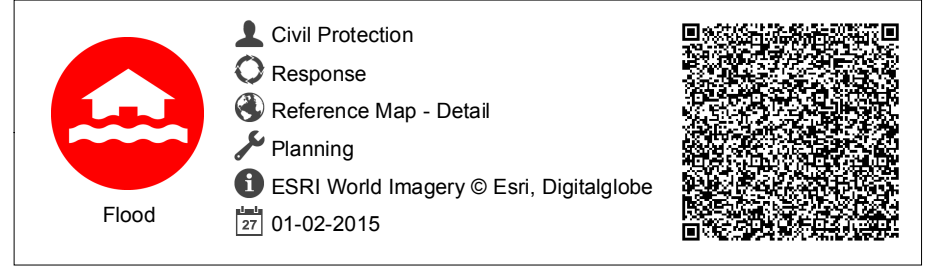 Civil Protection
Response
Reference Map - Detail
Planning
ESRI World Imagery © Esri, Digitalglobe
27 01-02-2015
Flood